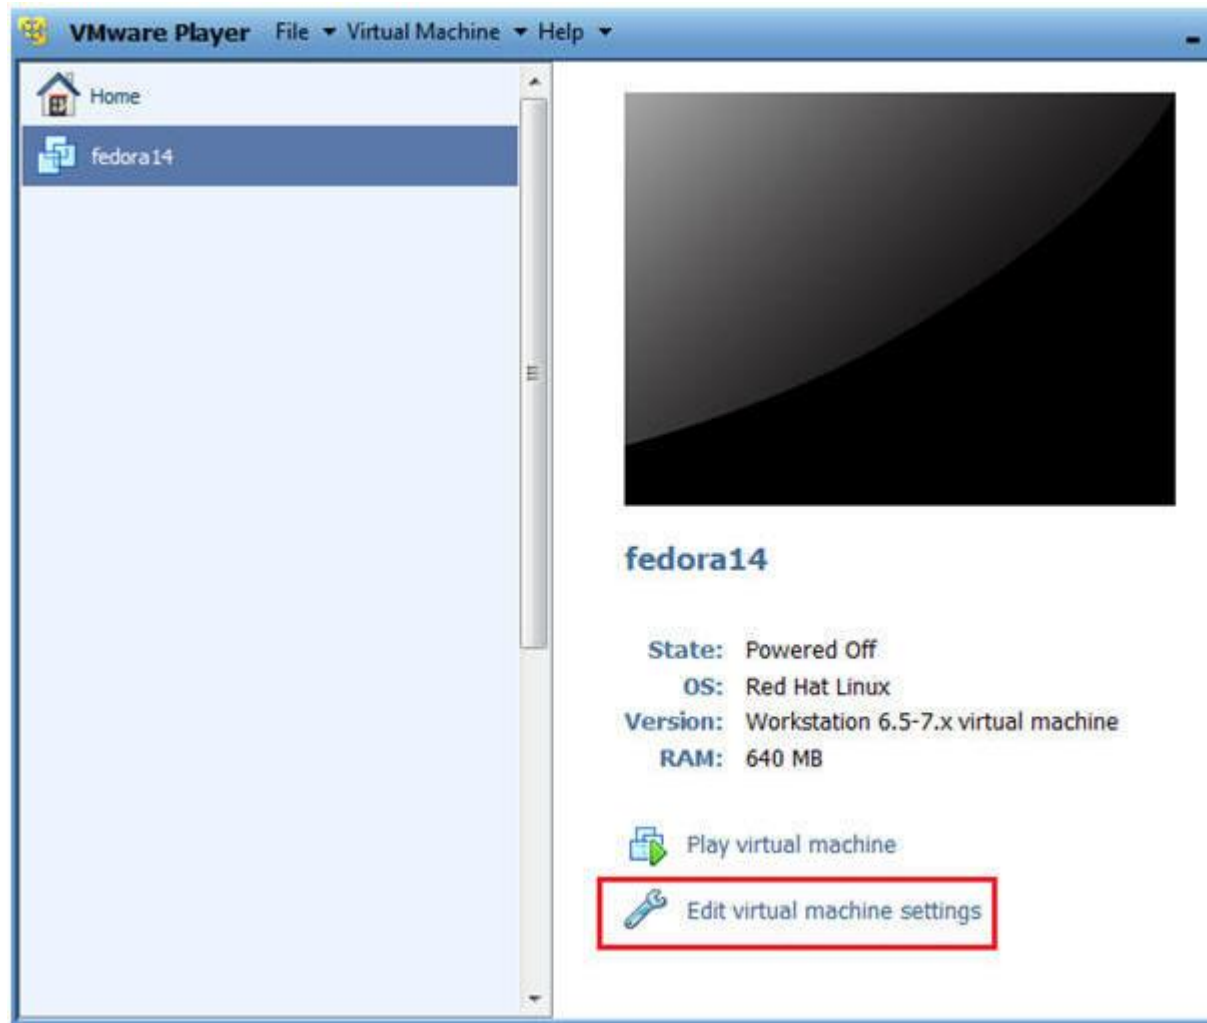 VMware Player File Virtual Machine Help
Home
fedora14
fedora14
State: Powered Off
OS: Red Hat Linux
Version: Workstation 6.5-7.x virtual machine
RAM: 640 MB
Play virtual machine
Edit virtual machine settings